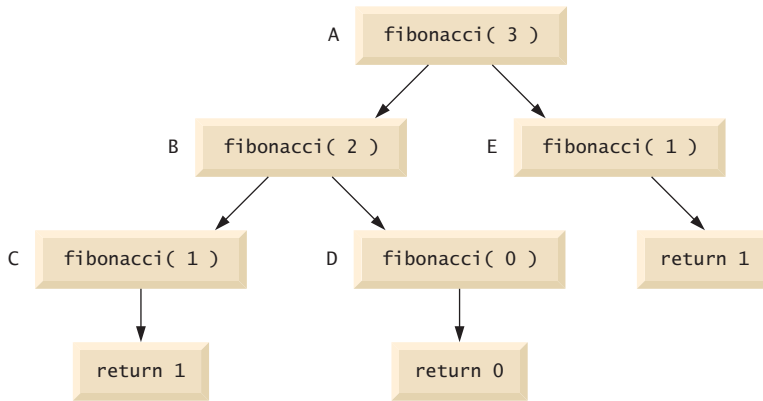 A fibonacci( 3 )
B fibonacci( 2 ) E fibonacci( 1 )
C fibonacci( 1 ) D fibonacci( 0 ) return 1
return 1 return 0